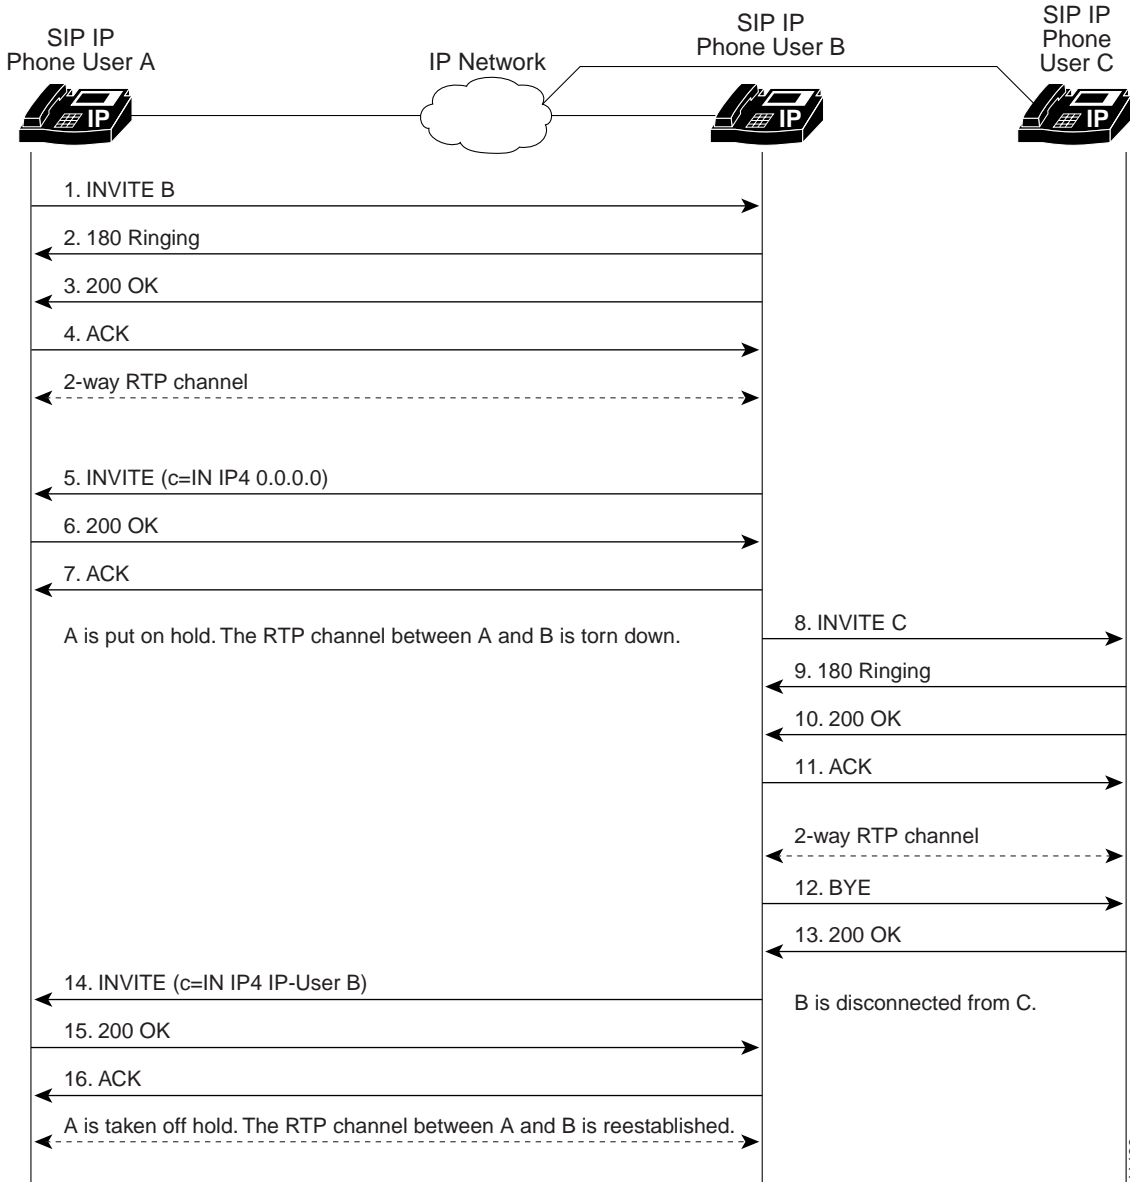 SIP IP
Phone User A
IP Network
SIP IP
Phone User B
SIP IP
Phone
User C
IP
IP
IP
1. INVITE B
2. 180 Ringing
3. 200 OK
4. ACK
2-way RTP channel
5. INVITE (c=IN IP4 0.0.0.0)
6. 200 OK
7. ACK
A is put on hold. The RTP channel between A and B is torn down.
8. INVITE C
9. 180 Ringing
10. 200 OK
11. ACK
2-way RTP channel
12. BYE
13. 200 OK
14. INVITE (c=IN IP4 IP-User B)
B is disconnected from C.
15. 200 OK
16. ACK
A is taken off hold. The RTP channel between A and B is reestablished.